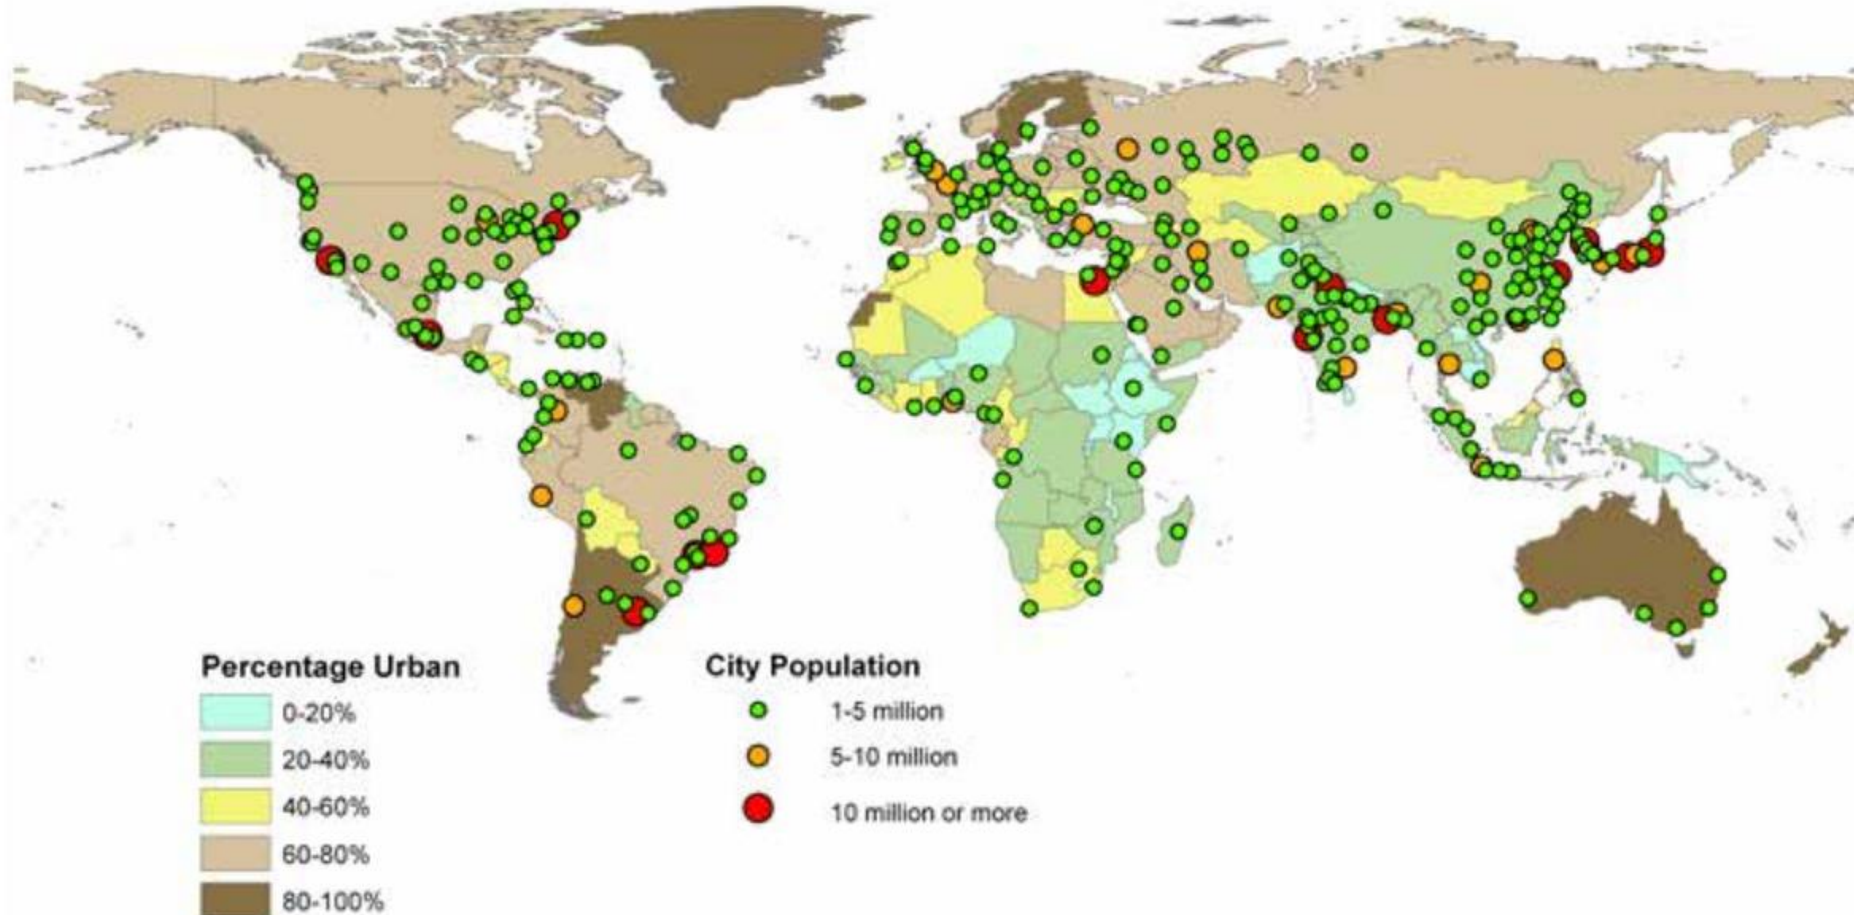 Percentage Urban
0-20%
20-40%
40-60%
60-80%
80-100%
City Population
1-5 million
5-10 million
10 million or more